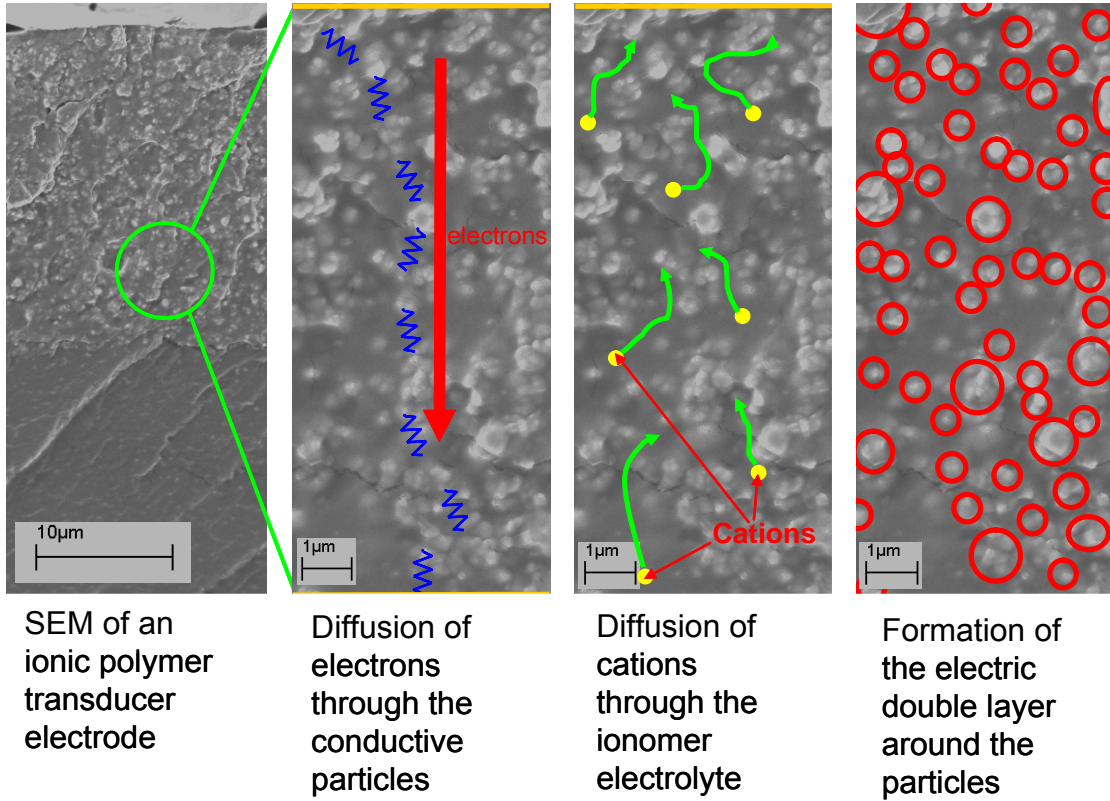 electrons
Cations
10µm
1µm
1µm
1µm
SEM of an
ionic polymer
transducer
electrode
Diffusion of
electrons
through the
conductive
particles
Diffusion of
cations
through the
ionomer
electrolyte
Formation of
the electric
double layer
around the
particles